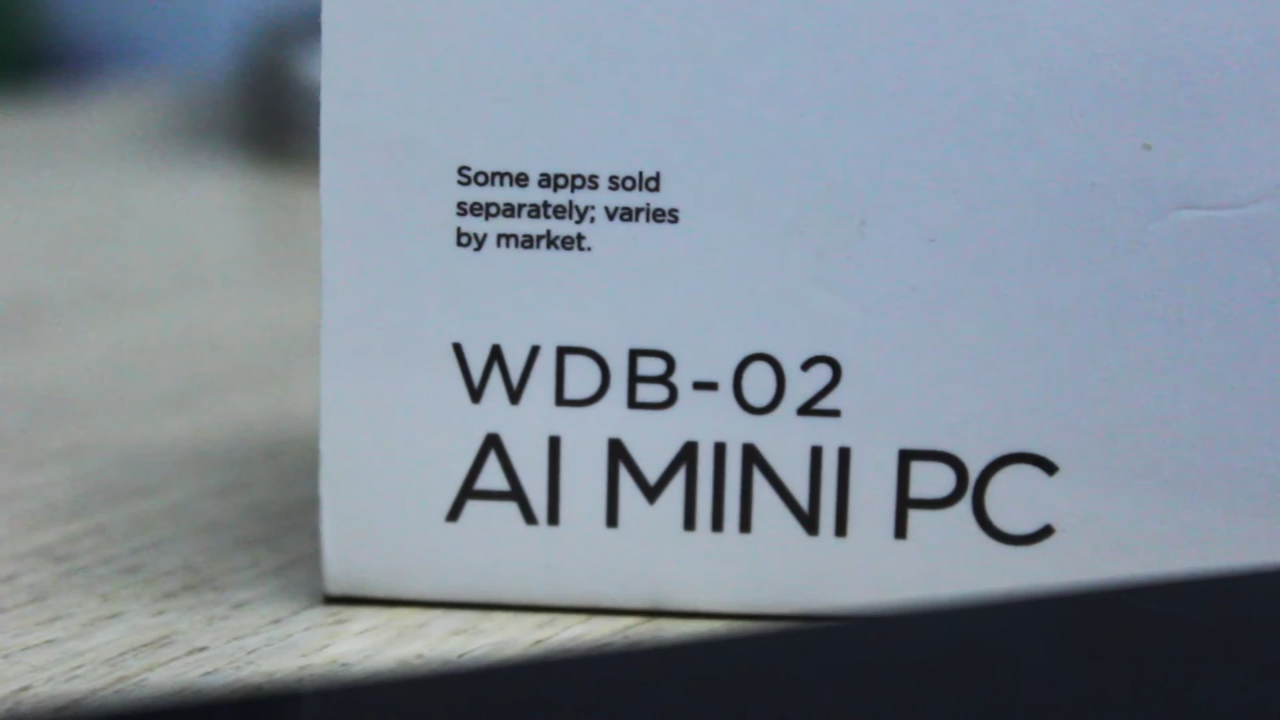 Some apps sold
separately; varies
by market.
WDB-02
AI MINI PC